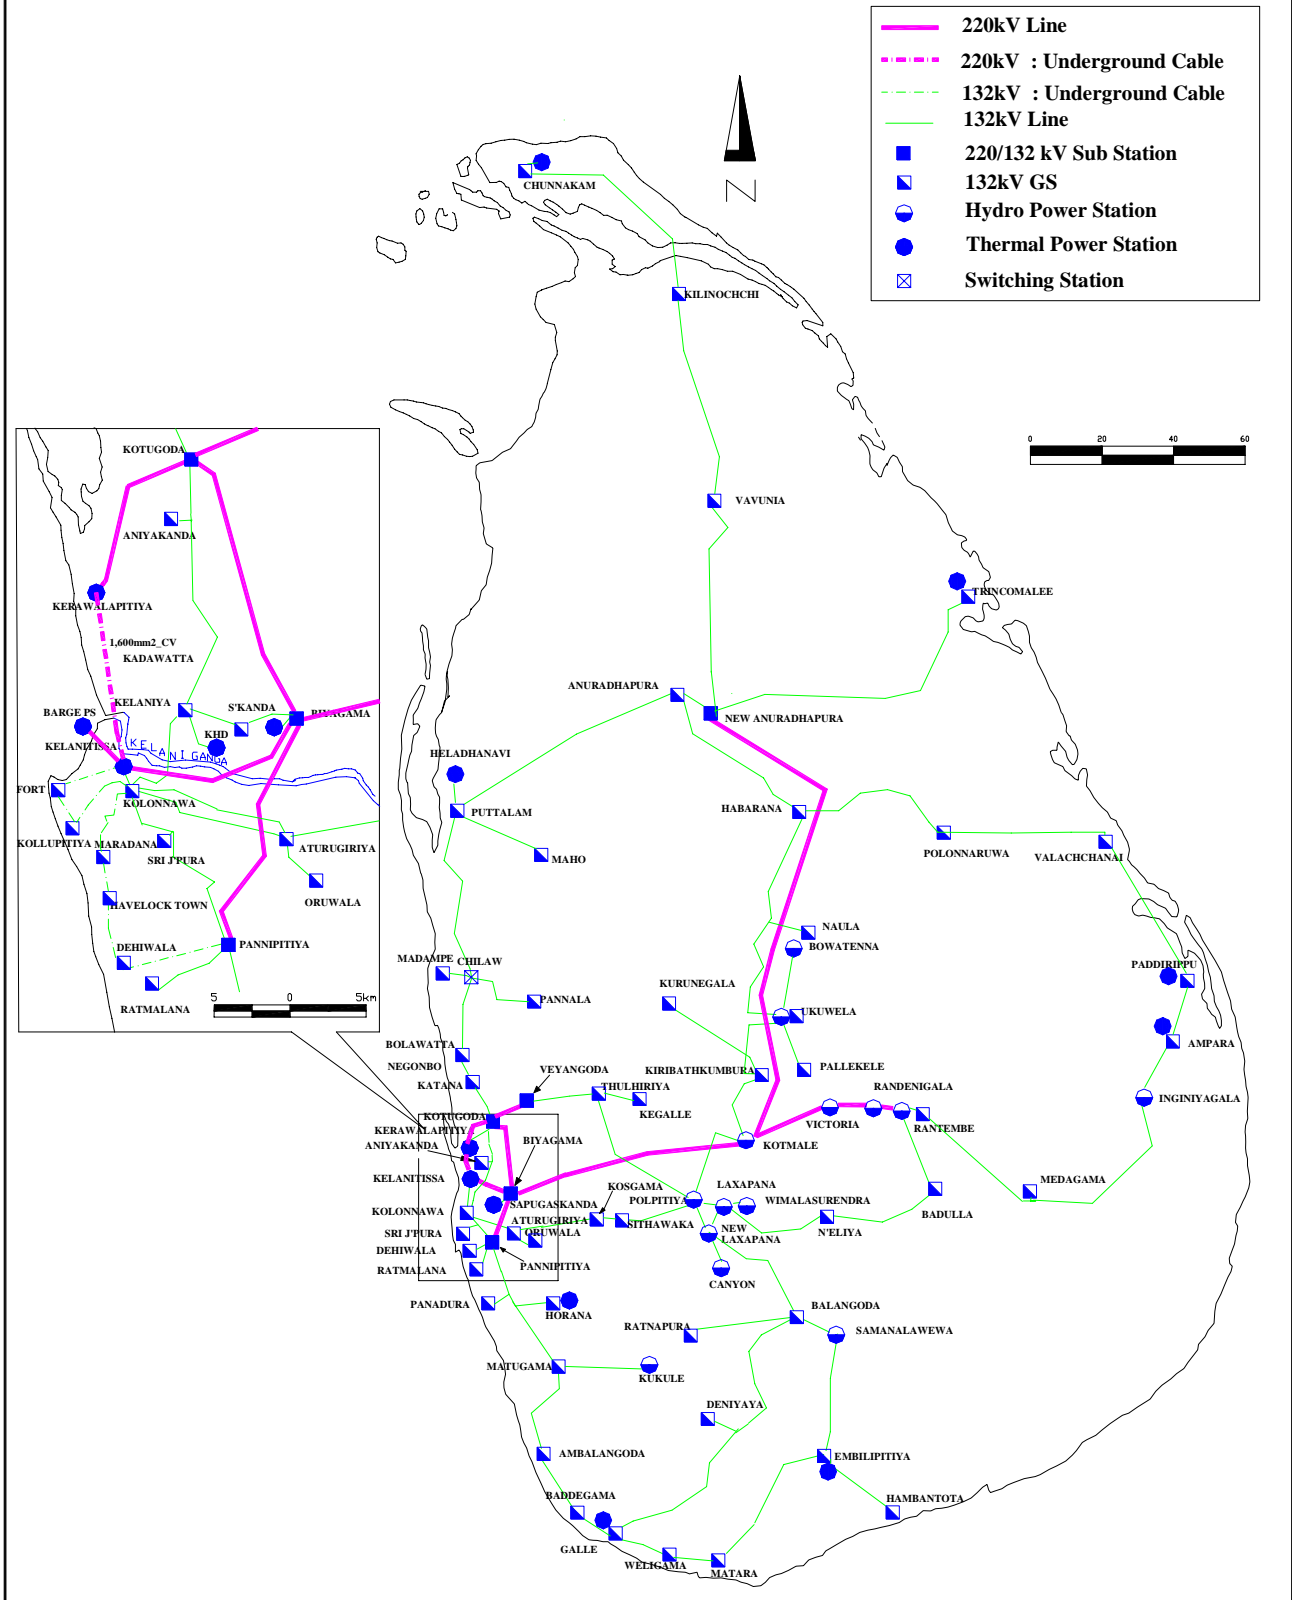 220kV Line
220kV : Underground Cable
132kV : Underground Cable
132kV Line
220/132 kV Sub Station
132kV GS
Hydro Power Station
Thermal Power Station
Switching Station
N
CHUNNAKAM
KILINOCHCHI
0 20 40 60
VAVUNIA
TRINCOMALEE
ANURADHAPURA
NEW ANURADHAPURA
HELADHANAVI
PUTTALAM
MAHO
HABARANA
POLONNARUWA
VALACHCHANAI
NAULA
BOWATENNA
MADAMPE
CHILAW
PANNALA
KURUNEGALA
UKUWELA
PADDIRIPPU
AMPARA
BOLAWATTA
NEGONBO
KATANA
VEYANGODA
THULHIRIYA
KEGALLE
KIRIBATHKUMBURA
PALLEKELE
RANDENIGALA
VICTORIA
RANTEMBE
INGINIYAGALA
KOTUGODA
KERAWALAPITIYA
ANIYAKANDA
BIYAGAMA
KOTMALE
KELANITISSA
KOSGAMA
POLPITIYA
LAXAPANA
WIMALASURENDRA
MEDAGAMA
BADULLA
SAPUGASKANDA
KOLONNAWA
ATURUGIRIYA
SITHAWAKA
N'ELIYA
SRI J'PURA
ORUWALA
NEW
LAXAPANA
DEHIWALA
RATMALANA
PANNIPITIYA
CANYON
PANADURA
HORANA
BALANGODA
RATNAPURA
SAMANALAWEWA
MATUGAMA
KUKULE
DENIYAYA
AMBALANGODA
EMBILIPITIYA
BADDEGAMA
HAMBANTOTA
GALLE
WELIGAMA
MATARA
KOTUGODA
ANIYAKANDA
KERAWALAPITIYA
1,600mm2_CV
KADAWATTA
KELANIYA
S'KANDA
BIYAGAMA
BARGE PS
KHD
KELANITISSA
KELANI GANGA
FORT
KOLONNAWA
KOLLUPITIYA
MARADANA
SRI J'PURA
ATURUGIRIYA
ORUWALA
HAVELOCK TOWN
DEHIWALA
PANNIPITIYA
RATMALANA
5 0 5km